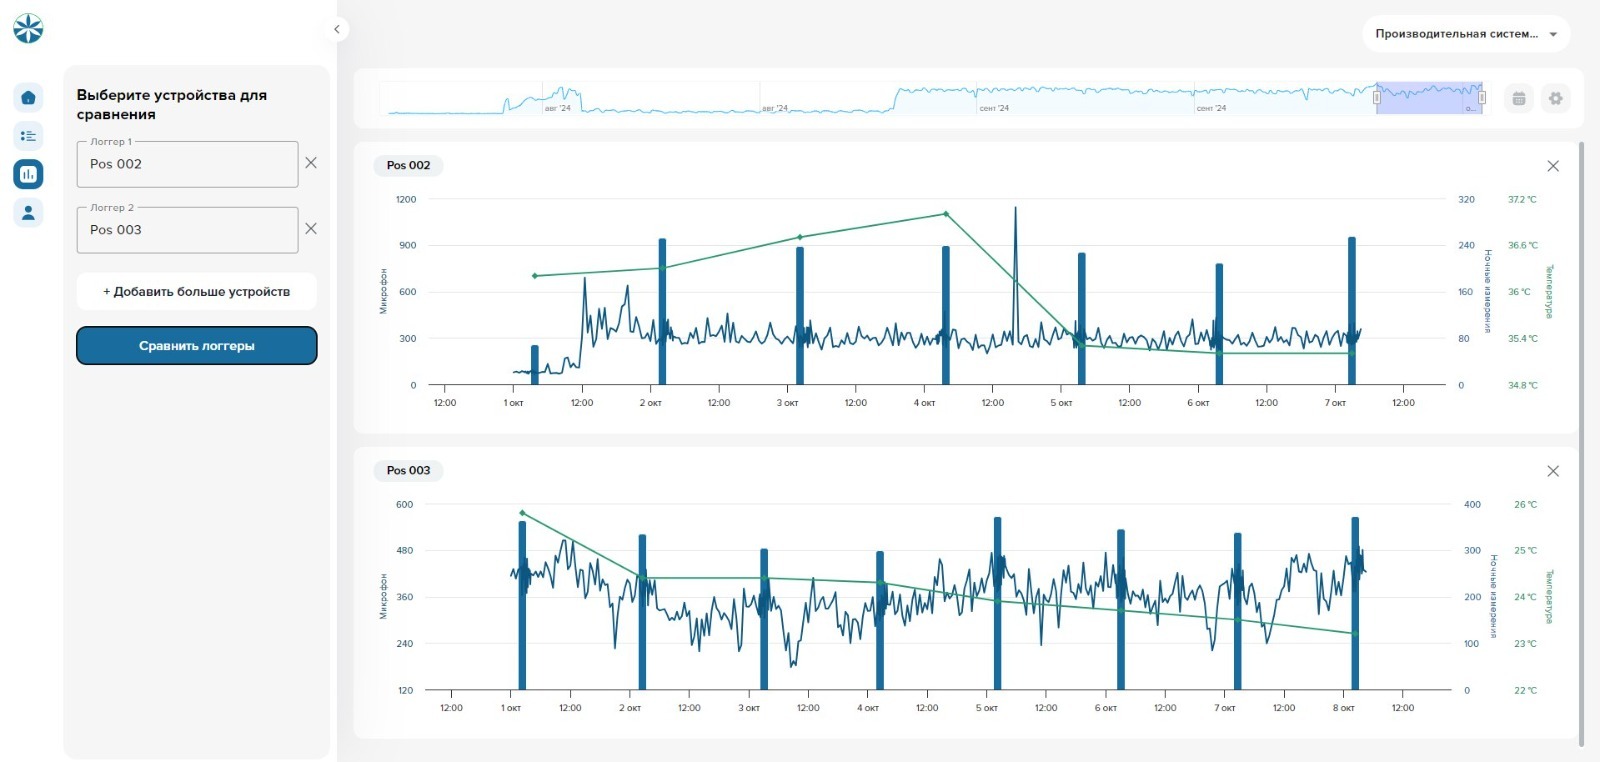 Производительная систем...
Выберите устройства для
сравнения
Логгер 1
Pos 002
Логгер 2
Pos 003
+ Добавить больше устройств
Сравнить логгеры
авг '24
авг '24
сент '24
сент '24
о...
Pos 002
1200
900
600
300
0
Микрофон
320
240
160
80
0
Ночные измерения
37.2 °C
36.6 °C
36 °C
35.4 °C
34.8 °C
Температура
12:00 1 окт 12:00 2 окт 12:00 3 окт 12:00 4 окт 12:00 5 окт 12:00 6 окт 12:00 7 окт 12:00
Pos 003
600
480
360
240
120
Микрофон
400
300
200
100
0
Ночные измерения
26 °C
25 °C
24 °C
23 °C
22 °C
Температура
12:00 1 окт 12:00 2 окт 12:00 3 окт 12:00 4 окт 12:00 5 окт 12:00 6 окт 12:00 7 окт 12:00 8 окт 12:00